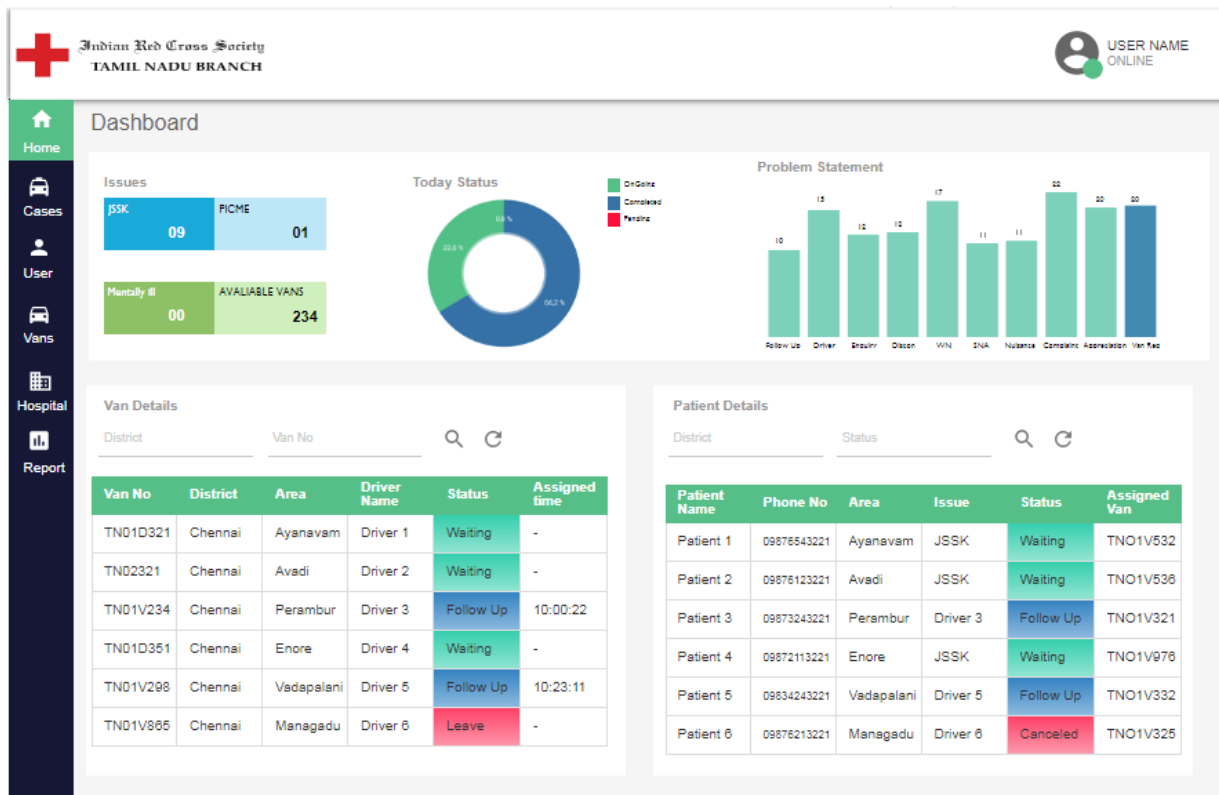 Indian Red Cross Society
TAMIL NADU BRANCH
USER NAME
ONLINE
Home
Cases
User
Vans
Hospital
Report
Dashboard
Issues
JSSK
09
PICME
01
Mentally Ill
00
AVALIABLE VANS
234
Today Status
OnGoing
Completed
Pending
0.0 %
66.2 %
Problem Statement
10
15
12
12
17
11
11
22
20
20
Follow Up Driver Enquiry Discon WN SNA Nuisance Complaint Appreciation Van Req
Van Details
District Van No
Van No District Area Driver Name Status Assigned time
TN01D321 Chennai Ayanavam Driver 1 Waiting -
TN02321 Chennai Avadi Driver 2 Waiting -
TN01V234 Chennai Perambur Driver 3 Follow Up 10:00:22
TN01D351 Chennai Enore Driver 4 Waiting -
TN01V298 Chennai Vadapalani Driver 5 Follow Up 10:23:11
TN01V865 Chennai Managadu Driver 6 Leave -
Patient Details
District Status
Patient Name Phone No Area Issue Status Assigned Van
Patient 1 09876543221 Ayanavam JSSK Waiting TNO1V532
Patient 2 09876123221 Avadi JSSK Waiting TNO1V536
Patient 3 09873243221 Perambur Driver 3 Follow Up TNO1V321
Patient 4 09872113221 Enore JSSK Waiting TNO1V976
Patient 5 09834243221 Vadapalani Driver 5 Follow Up TNO1V332
Patient 6 09876213221 Managadu Driver 6 Canceled TNO1V325